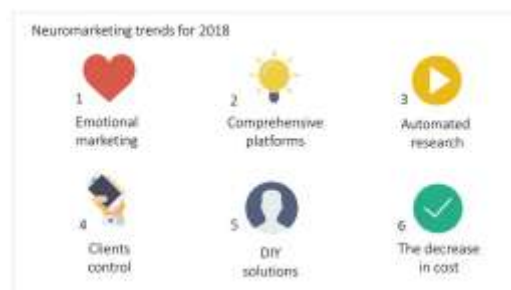 Neuromarketing trends for 2018
1
Emotional
marketing
2
Comprehensive
platforms
3
Automated
research
4
Clients
control
5
DIY
solutions
6
The decrease
in cost